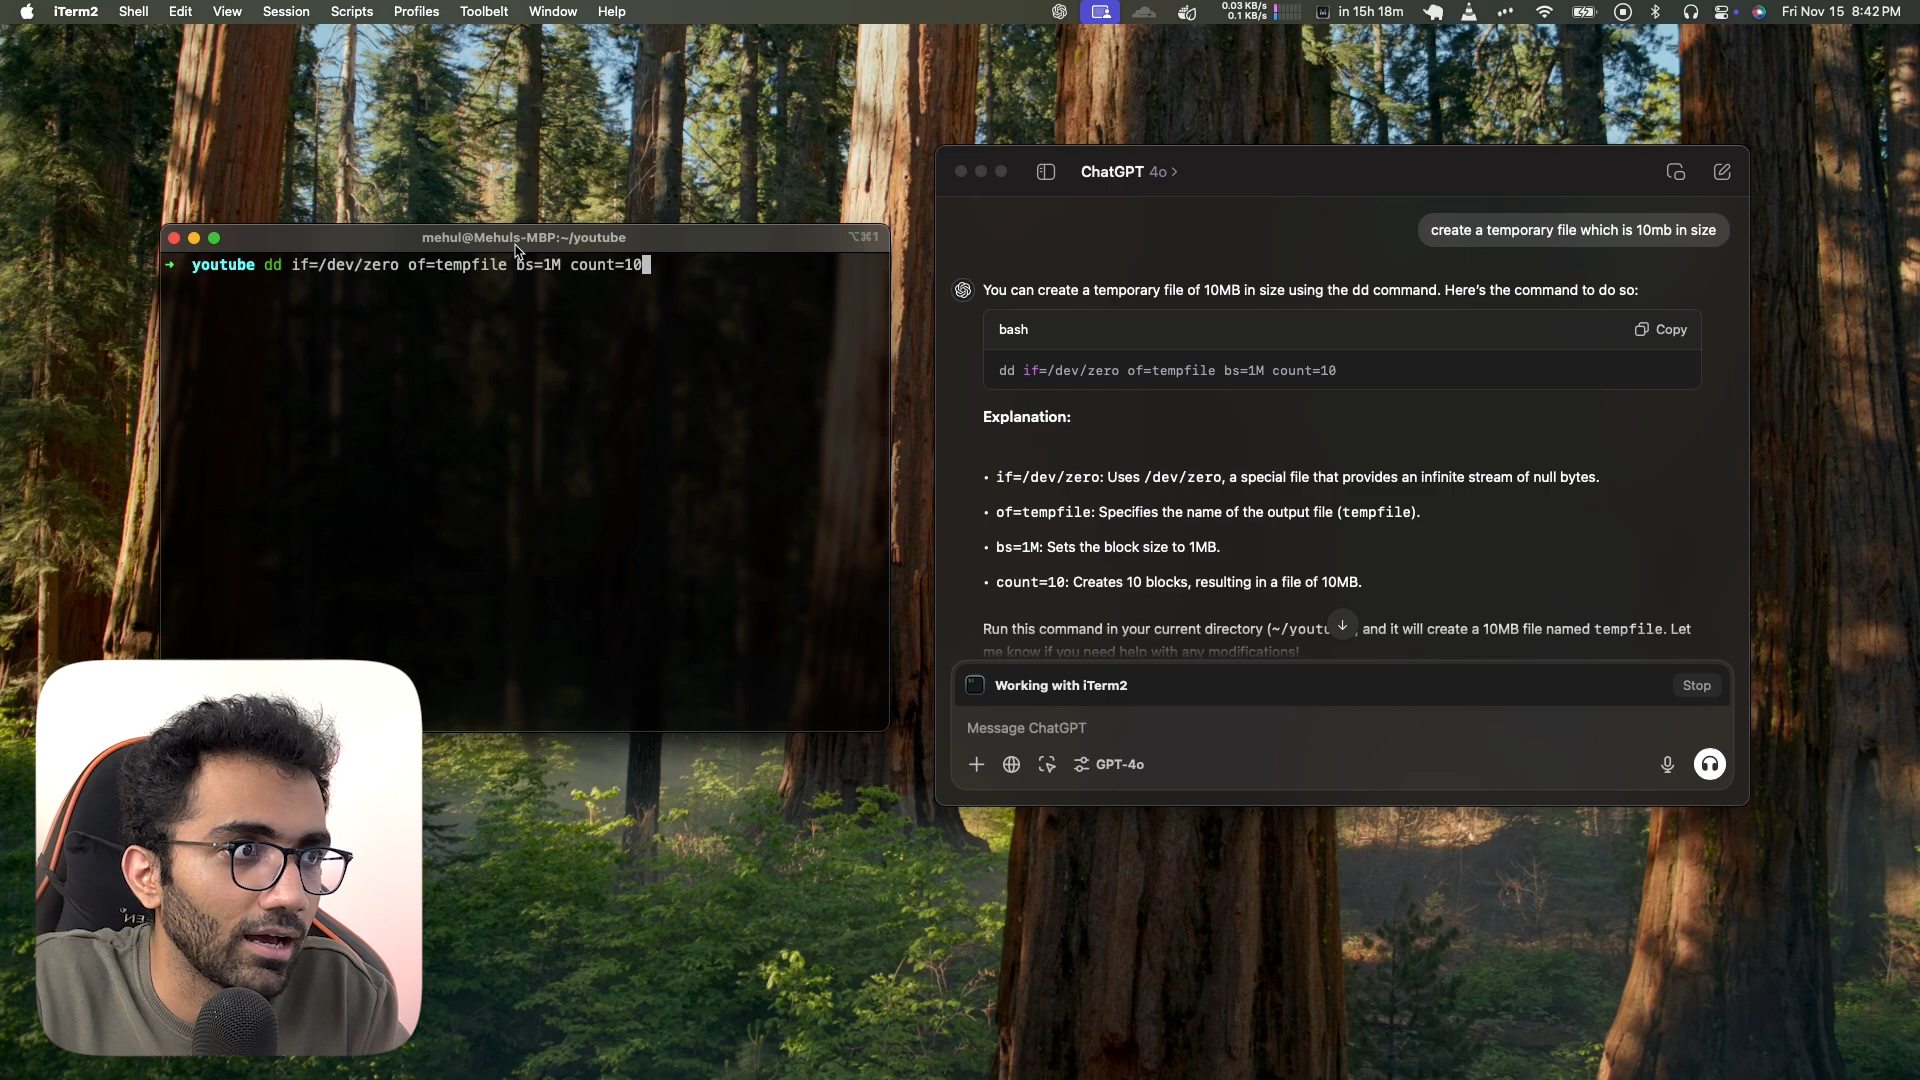 iTerm2 Shell Edit View Session Scripts Profiles Toolbelt Window Help
0.03 KB/s
0.1 KB/s
in 15h 18m
Fri Nov 15 8:42 PM
mehul@Mehuls-MBP:~/youtube
⌥⌘1
➜ youtube dd if=/dev/zero of=tempfile bs=1M count=10
ChatGPT 4o >
create a temporary file which is 10mb in size
You can create a temporary file of 10MB in size using the dd command. Here's the command to do so:
bash
Copy
dd if=/dev/zero of=tempfile bs=1M count=10
Explanation:
• if=/dev/zero: Uses /dev/zero, a special file that provides an infinite stream of null bytes.
• of=tempfile: Specifies the name of the output file (tempfile).
• bs=1M: Sets the block size to 1MB.
• count=10: Creates 10 blocks, resulting in a file of 10MB.
Run this command in your current directory (~/yout and it will create a 10MB file named tempfile. Let
me know if you need help with any modifications!
Working with iTerm2
Stop
Message ChatGPT
GPT-4o